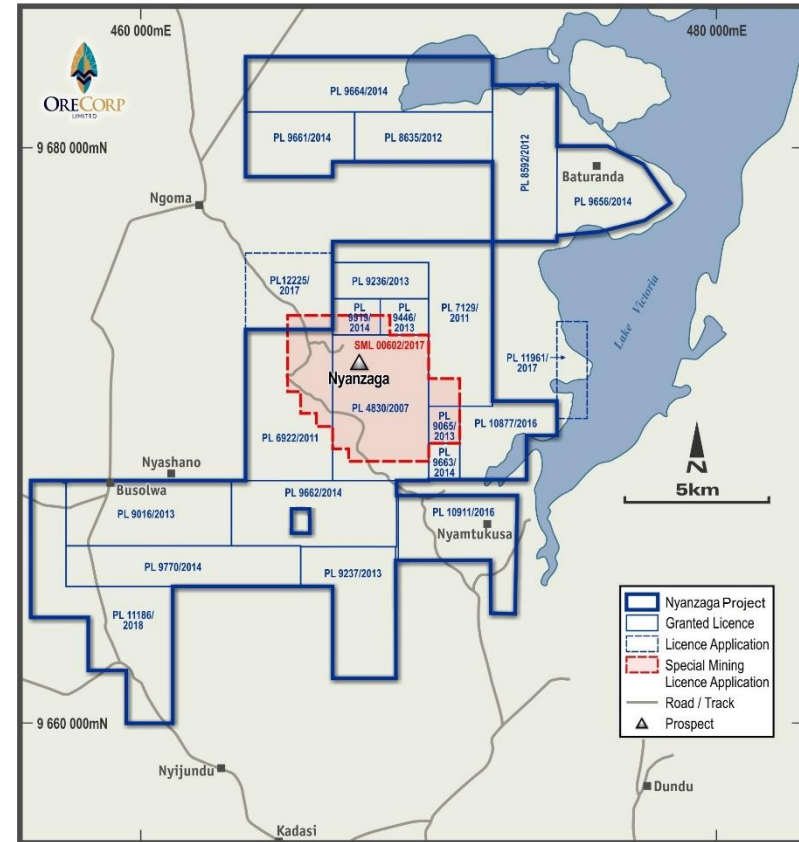 460 000mE
480 000mE
ORECORP
LIMITED
PL 9664/2014
9 680 000mN
PL 9661/2014
PL 8635/2012
PL 8592/2012
Baturanda
PL 9656/2014
Ngoma
PL12225/
2017
PL 9236/2013
PL
9919/
2014
PL
9446/
2013
PL 7129/
2011
Lake Victoria
SML 00602/2017
Nyanzaga
PL 11961/
2017
PL 4830/2007
PL
9065/
2013
PL 10877/2016
PL 6922/2011
N
5km
PL
9663/
2014
Nyashano
Busolwa
PL 9662/2014
PL 9016/2013
PL 10911/2016
Nyamtukusa
PL 9770/2014
PL 9237/2013
PL 11186/
2018
Nyanzaga Project
Granted Licence
Licence Application
Special Mining
Licence Application
Road / Track
Prospect
9 660 000mN
Nyijundu
Dundu
Kadasi